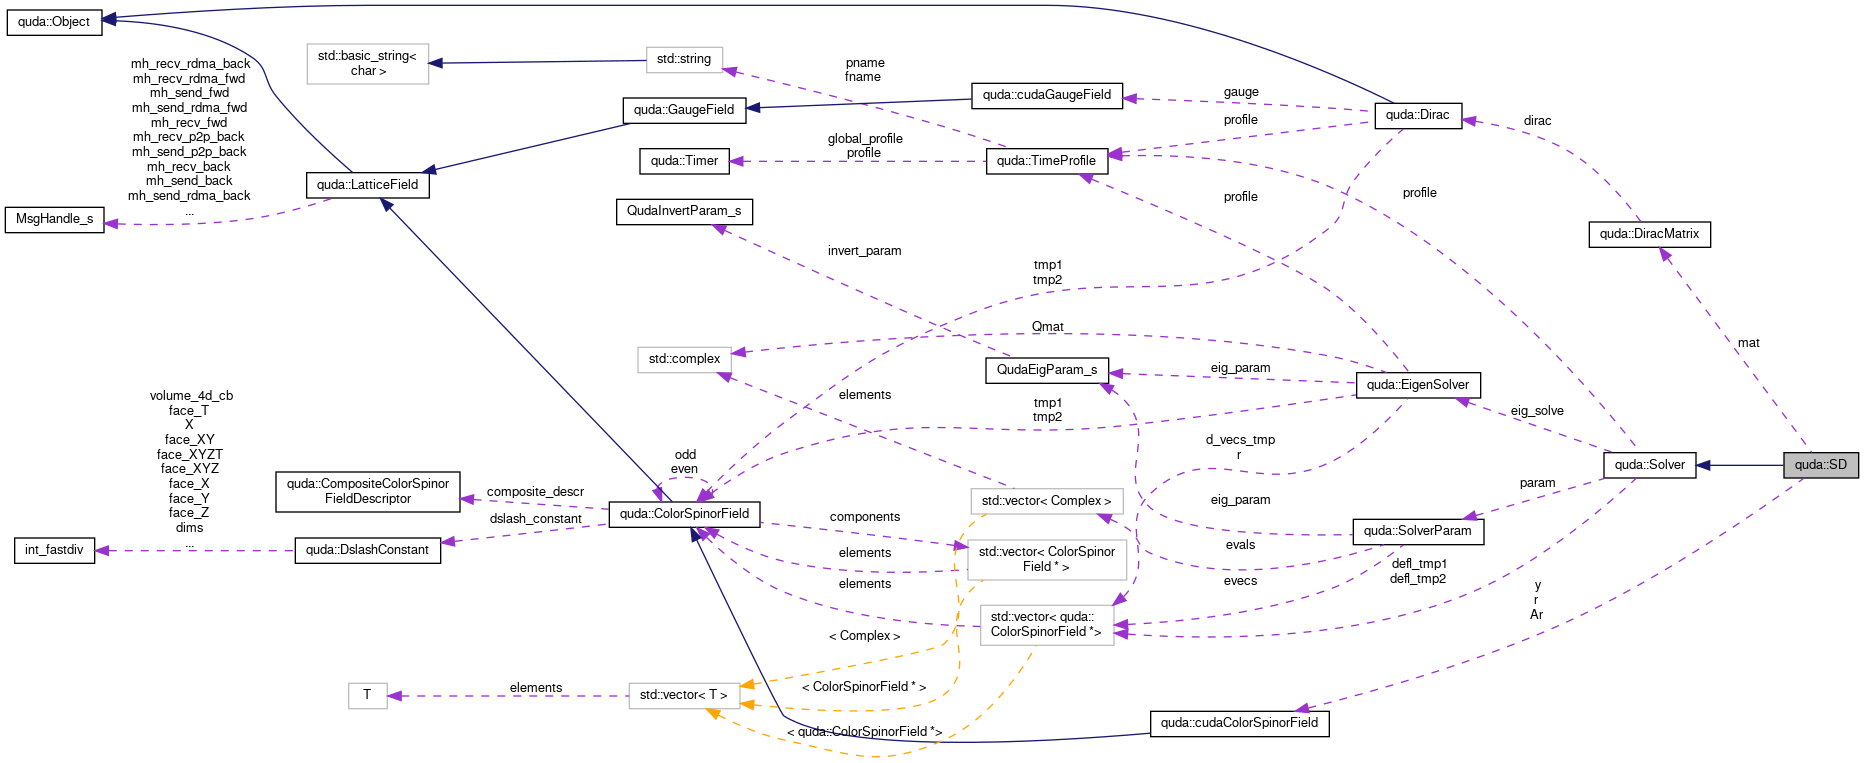 quda::Object
std::basic_string<
char >
std::string
mh_recv_rdma_back
mh_recv_rdma_fwd
mh_send_fwd
mh_send_rdma_fwd
mh_recv_fwd
mh_recv_p2p_back
mh_send_p2p_back
mh_recv_back
mh_send_back
mh_send_rdma_back
...
pname
fname
quda::GaugeField
quda::cudaGaugeField
gauge
profile
quda::Dirac
dirac
global_profile
profile
quda::Timer
quda::TimeProfile
quda::LatticeField
MsgHandle_s
QudaInvertParam_s
profile
profile
quda::DiracMatrix
invert_param
tmp1
tmp2
Qmat
mat
std::complex
QudaEigParam_s
eig_param
quda::EigenSolver
elements
tmp1
tmp2
eig_solve
volume_4d_cb
face_T
X
face_XY
face_XYZT
face_XYZ
face_X
face_Y
face_Z
dims
...
d_vecs_tmp
r
odd
even
quda::Solver
quda::SD
quda::CompositeColorSpinor
FieldDescriptor
composite_descr
param
std::vector< Complex >
eig_param
quda::ColorSpinorField
dslash_constant
components
quda::SolverParam
int_fastdiv
quda::DslashConstant
elements
std::vector< ColorSpinor
Field * >
evals
defl_tmp1
defl_tmp2
elements
evecs
y
r
Ar
std::vector< quda::
ColorSpinorField *>
< Complex >
T
elements
std::vector< T >
< ColorSpinorField * >
quda::cudaColorSpinorField
< quda::ColorSpinorField *>